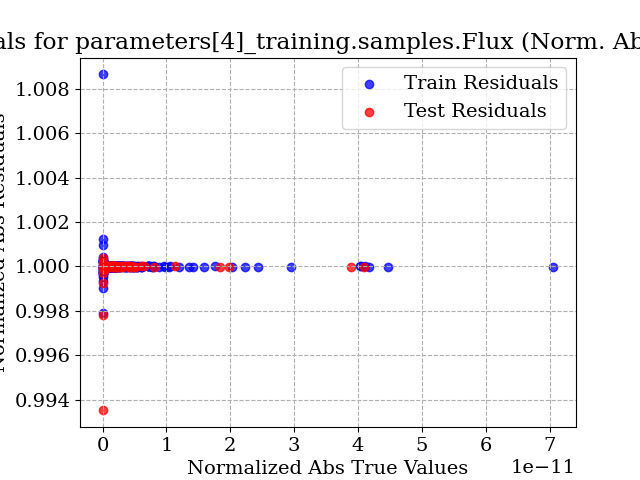 als for parameters[4]_training.samples.Flux (Norm. Ab
Train Residuals
Test Residuals
Normalized Abs Residuals
1.008
1.006
1.004
1.002
1.000
0.998
0.996
0.994
0 1 2 3 4 5 6 7
1e−11
Normalized Abs True Values